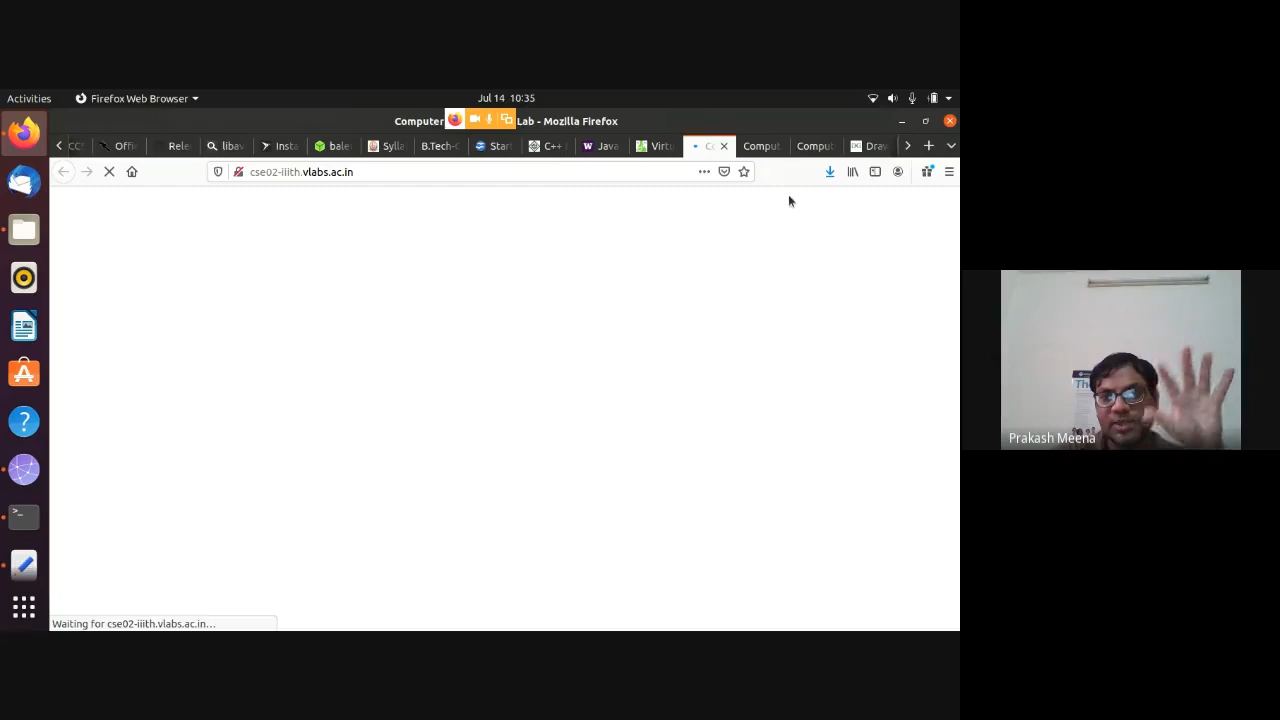 Activities
Firefox Web Browser
Jul 14 10:35
Computer
Lab - Mozilla Firefox
Offi
Rele
libav
Insta
bale
Sylla
B.Tech-C
Start
C++
Java
Virtu
Comput
Comput
Draw
cse02-iiith.vlabs.ac.in
Prakash Meena
Waiting for cse02-iiith.vlabs.ac.in...